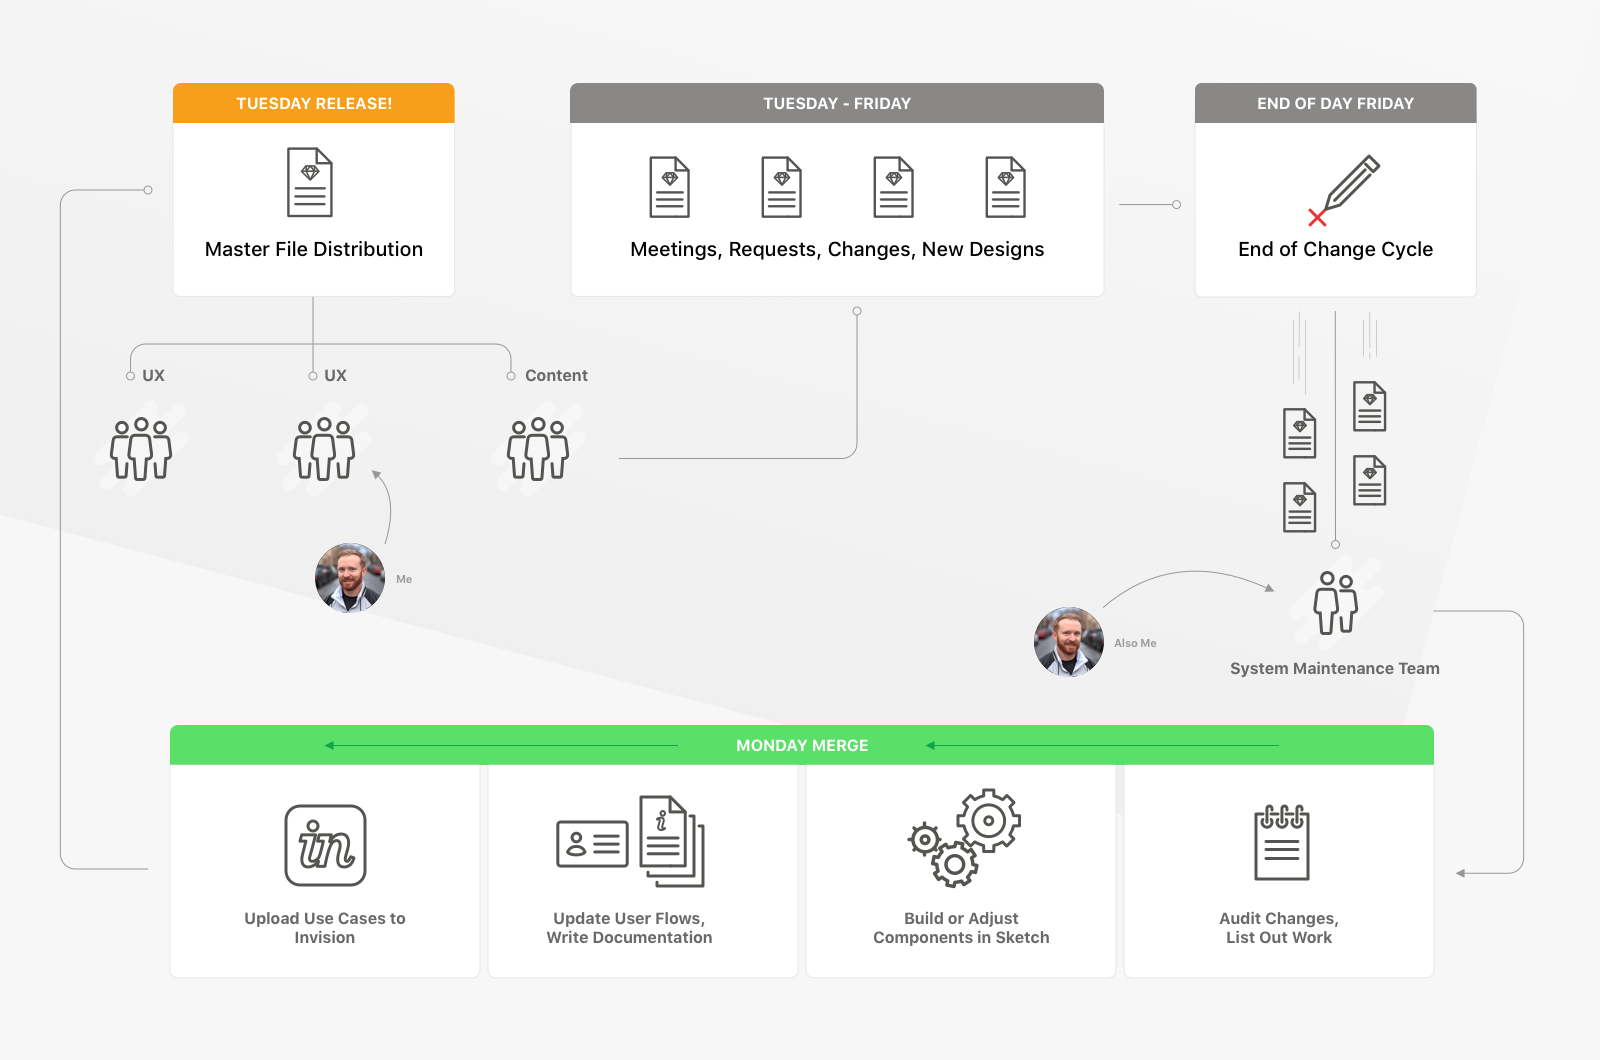 TUESDAY RELEASE!
TUESDAY - FRIDAY
END OF DAY FRIDAY
Master File Distribution
Meetings, Requests, Changes, New Designs
End of Change Cycle
UX
UX
Content
Me
Also Me
System Maintenance Team
MONDAY MERGE
in
i
Upload Use Cases to
Invision
Update User Flows,
Write Documentation
Build or Adjust
Components in Sketch
Audit Changes,
List Out Work